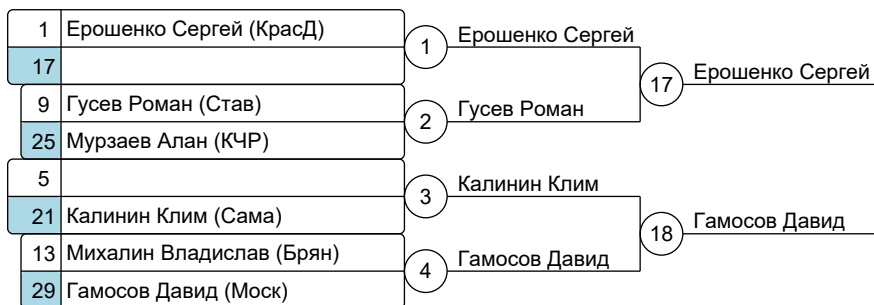 1 Ерошенко Сергей (КрасД)
17
9 Гусев Роман (Став)
25 Мурзаев Алан (КЧР)
5
21 Калинин Клим (Сама)
13 Михалин Владислав (Брян)
29 Гамосов Давид (Моск)
1 Ерошенко Сергей
2 Гусев Роман
3 Калинин Клим
4 Гамосов Давид
17 Ерошенко Сергей
18 Гамосов Давид